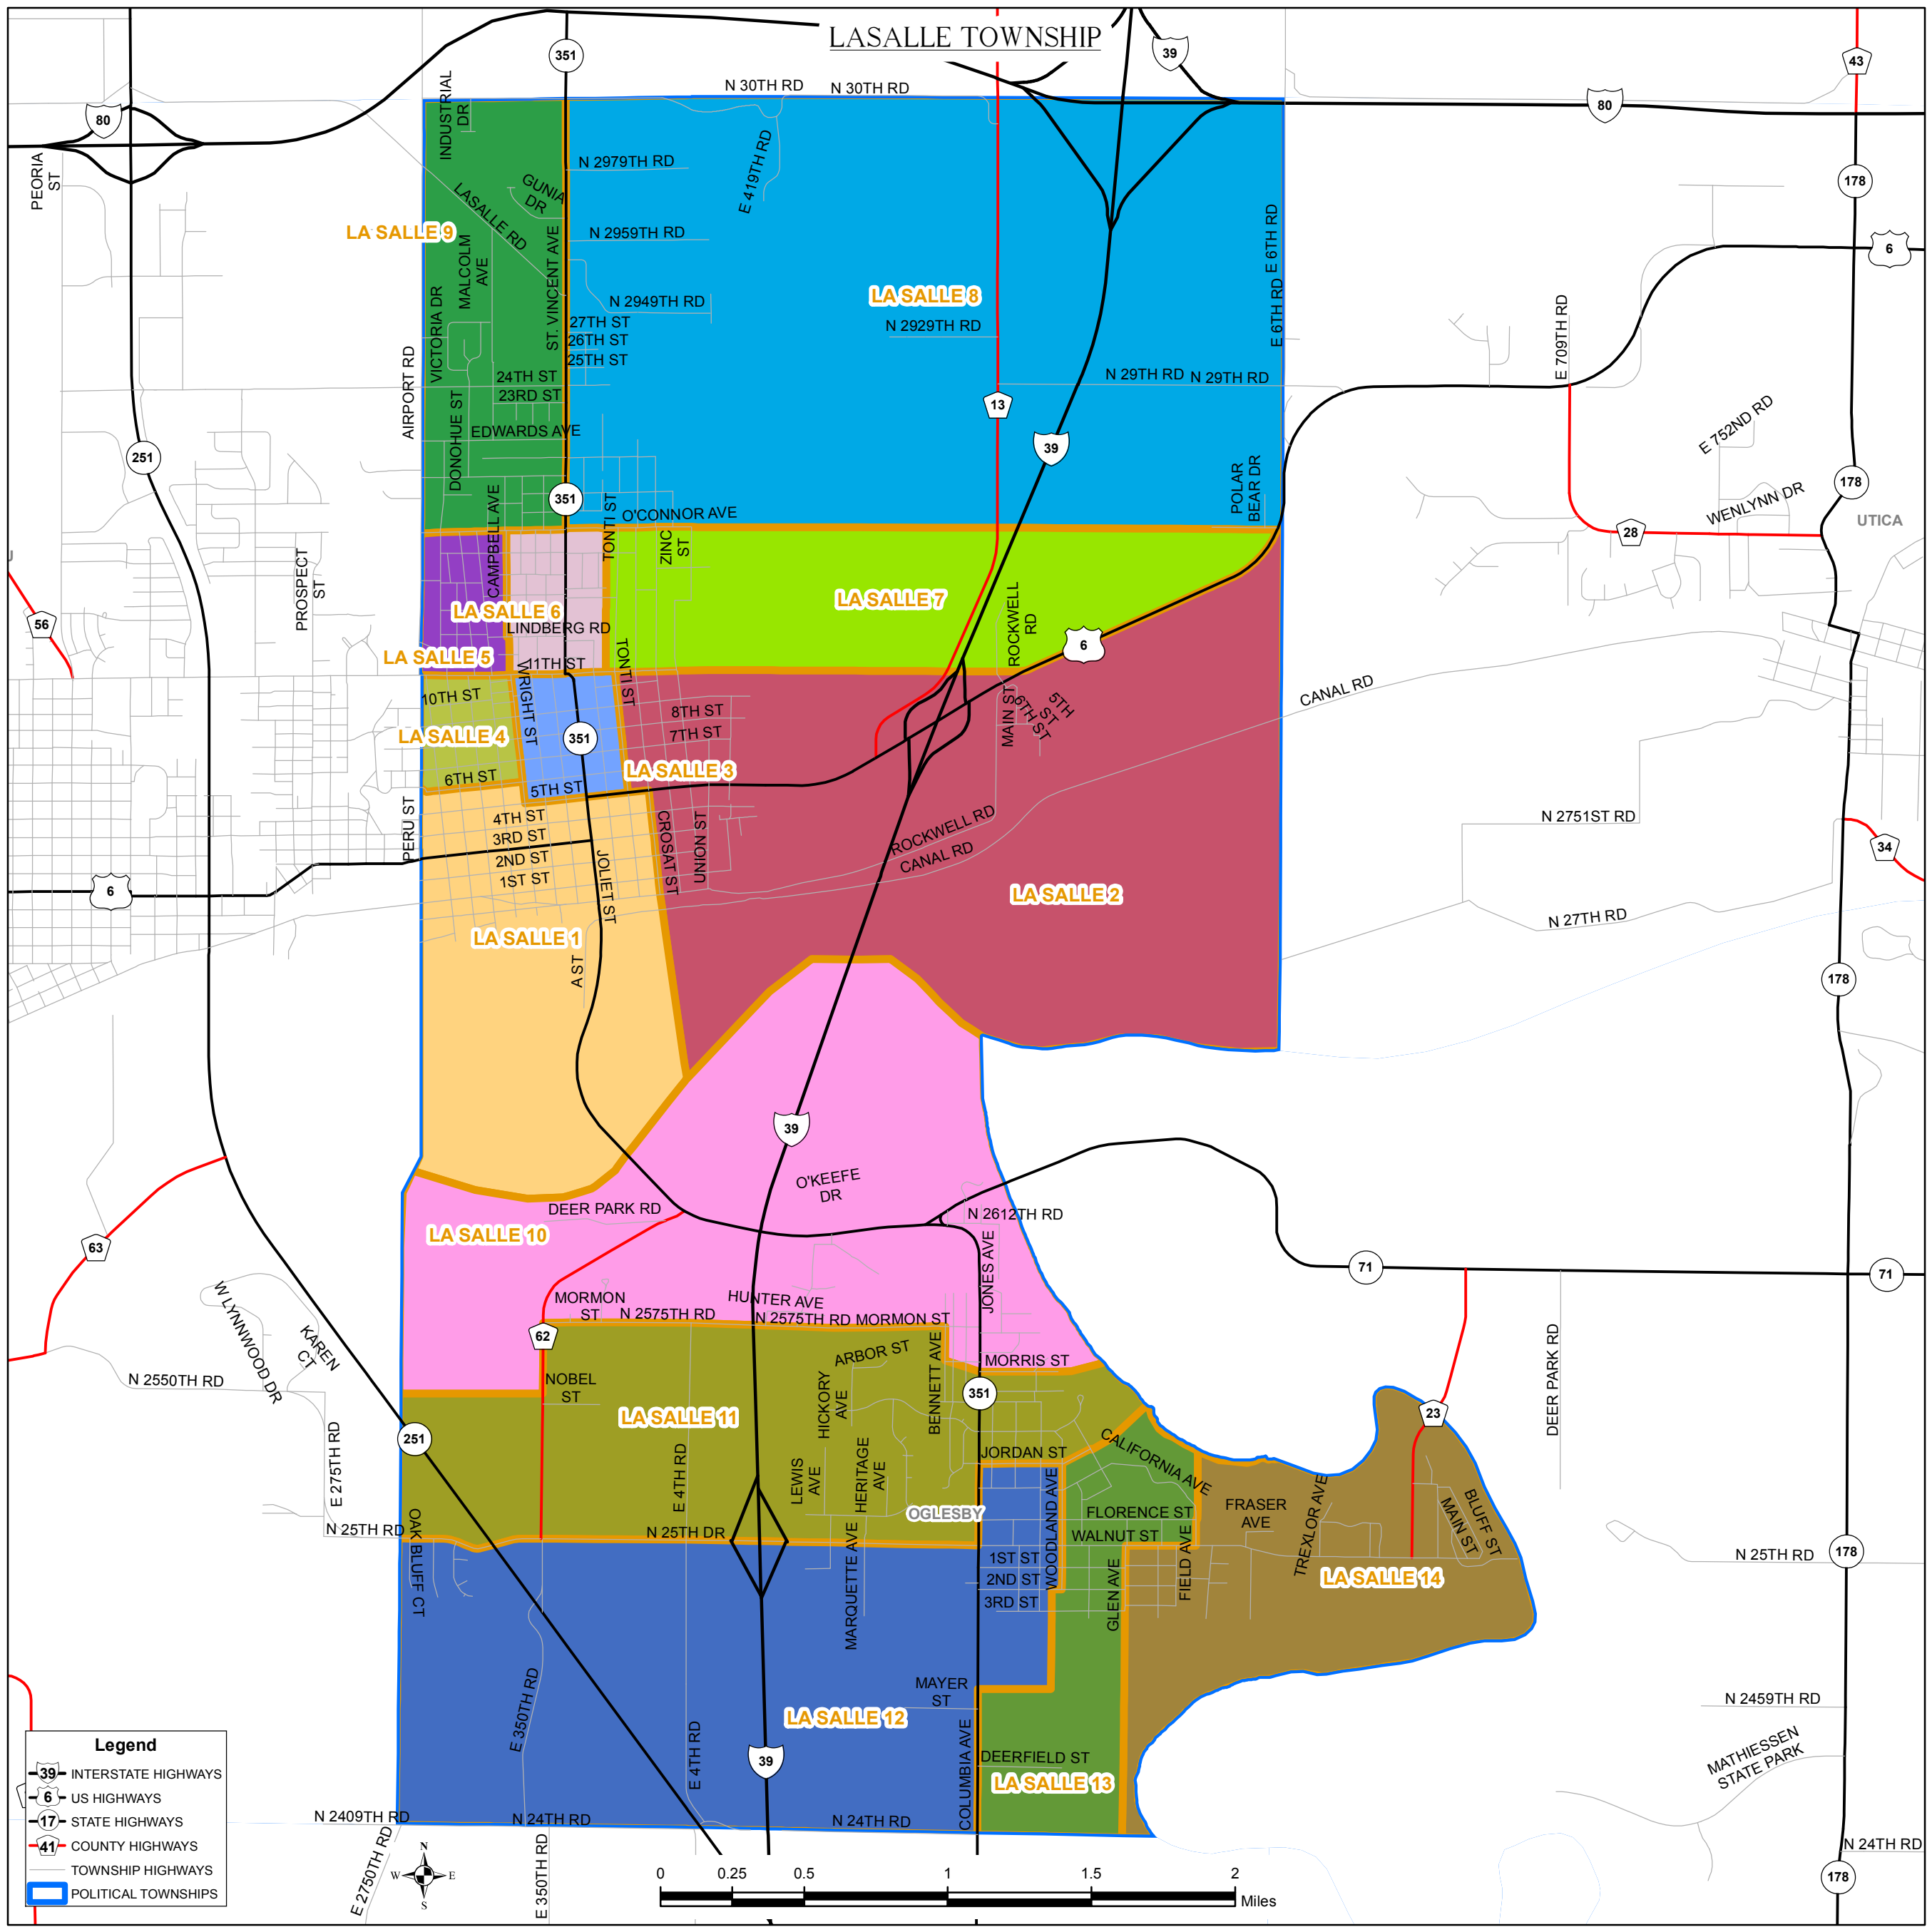 LASALLE TOWNSHIP
351
39
43
80
80
N 30TH RD
N 30TH RD
INDUSTRIAL
DR
PEORIA
ST
N 2979TH RD
E 419TH RD
178
GUNIA
DR
LASALLE RD
LA SALLE 9
N 2959TH RD
E 6TH RD
6
MALCOLM
AVE
ST. VINCENT AVE
VICTORIA DR
N 2949TH RD
LA SALLE 8
27TH ST
26TH ST
25TH ST
N 2929TH RD
E 6TH RD
E 709TH RD
AIRPORT RD
24TH ST
23RD ST
N 29TH RD
N 29TH RD
13
DONOHUE ST
EDWARDS AVE
39
E 752ND RD
251
351
CAMPBELL AVE
TONTI ST
O'CONNOR AVE
POLAR
BEAR DR
178
WENLYNN DR
UTICA
28
ZINC
ST
PROSPECT
ST
56
LA SALLE 6
LINDBERG RD
LA SALLE 7
ROCKWELL
RD
6
LA SALLE 5
11TH ST
TONTI ST
10TH ST
WRIGHT ST
8TH ST
7TH ST
MAIN ST
6TH ST
5TH
ST
CANAL RD
LA SALLE 4
351
LA SALLE 3
6TH ST
5TH ST
PERU ST
4TH ST
3RD ST
2ND ST
1ST ST
CROSAT ST
UNION ST
ROCKWELL RD
CANAL RD
N 2751ST RD
34
6
JOLIET ST
LA SALLE 2
N 27TH RD
LA SALLE 1
A ST
178
39
O'KEEFE
DR
DEER PARK RD
N 2612TH RD
LA SALLE 10
63
JONES AVE
71
71
W LYNNWOOD DR
KAREN
CT
MORMON
ST
HUNTER AVE
N 2575TH RD
N 2575TH RD
MORMON ST
62
DEER PARK RD
ARBOR ST
BENNETT AVE
MORRIS ST
N 2550TH RD
NOBEL
ST
HICKORY
AVE
351
23
LA SALLE 11
251
CALIFORNIA AVE
JORDAN ST
E 275TH RD
E 4TH RD
LEWIS
AVE
HERITAGE
AVE
WOODLAND AVE
OGLESBY
FLORENCE ST
FRASER
AVE
TREXLOR AVE
MAIN ST
BLUFF ST
N 25TH RD
OAK BLUFF CT
N 25TH DR
WALNUT ST
MARQUETTE AVE
1ST ST
2ND ST
3RD ST
GLEN AVE
FIELD AVE
LA SALLE 14
178
N 25TH RD
E 350TH RD
MAYER
ST
LA SALLE 12
N 2459TH RD
E 4TH RD
39
COLUMBIA AVE
DEERFIELD ST
LA SALLE 13
MATHIESSEN
STATE PARK
N 2409TH RD
N 24TH RD
N 24TH RD
N 24TH RD
E 2750TH RD
E 350TH RD
178
Legend
39 INTERSTATE HIGHWAYS
6 US HIGHWAYS
17 STATE HIGHWAYS
41 COUNTY HIGHWAYS
TOWNSHIP HIGHWAYS
POLITICAL TOWNSHIPS
N
W E
S
0 0.25 0.5 1 1.5 2
Miles